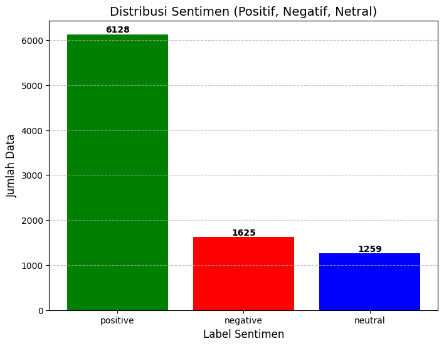 Distribusi Sentimen (Positif, Negatif, Netral)
6128
6000
5000
4000
3000
2000
1625
1259
1000
0
Jumlah Data
positive
negative
neutral
Label Sentimen